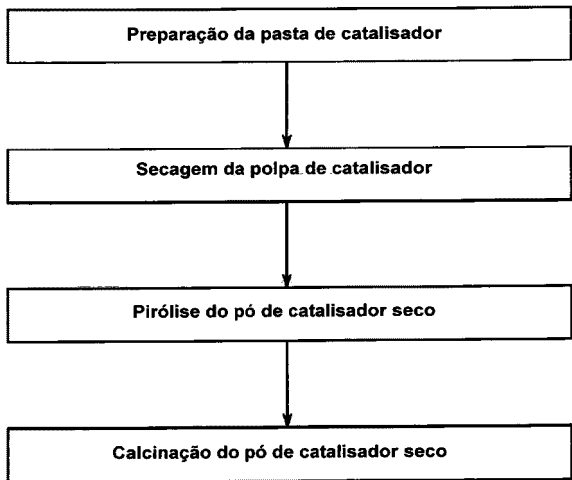 Preparação da pasta de catalisador
Secagem da polpa de catalisador
Pirólise do pó de catalisador seco
Calcinação do pó de catalisador seco